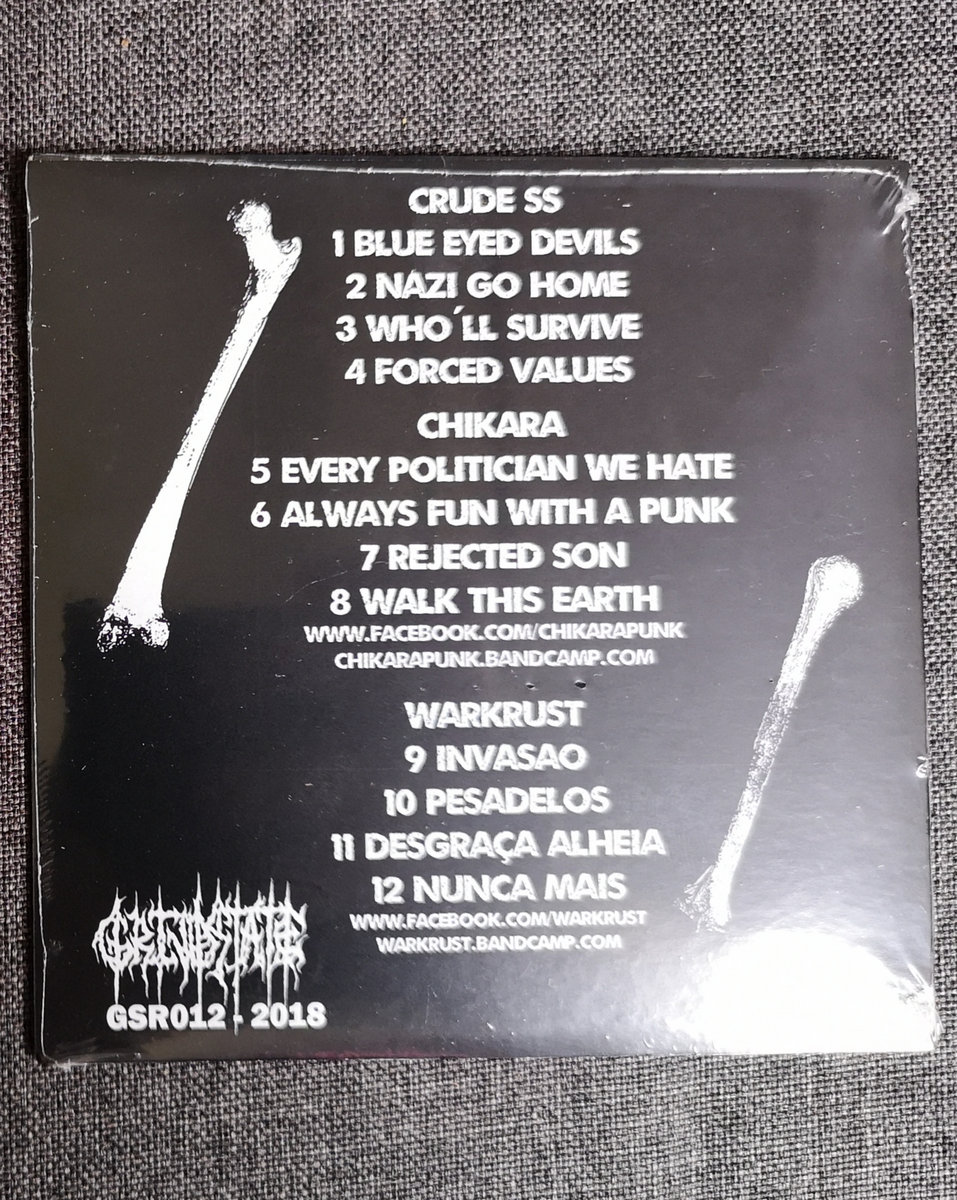 CRUDE SS
1 BLUE EYED DEVILS
2 NAZI GO HOME
3 WHO´LL SURVIVE
4 FORCED VALUES
CHIKARA
5 EVERY POLITICIAN WE HATE
6 ALWAYS FUN WITH A PUNK
7 REJECTED SON
8 WALK THIS EARTH
WWW.FACEBOOK.COM/CHIKARAPUNK
CHIKARAPUNK.BANDCAMP.COM
WARKRUST
9 INVASAO
10 PESADELOS
11 DESGRAÇA ALHEIA
12 NUNCA MAIS
WWW.FACEBOOK.COM/WARKRUST
WARKRUST.BANDCAMP.COM
GRINDSTATE
GSR012 - 2018